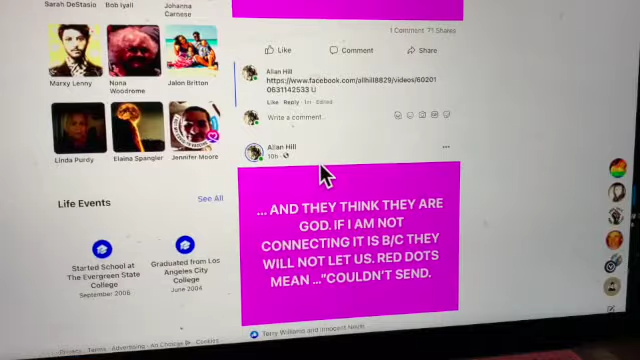 Sarah DeStasio
Bob Iyall
Johanna
Carnese
Marxy Lenny
Nona
Woodrome
Jalon Britton
Linda Purdy
Elaina Spangler
Jennifer Moore
Life Events
See All
Started School at
The Evergreen State
College
September 2006
Graduated from Los
Angeles City
College
June 2004
Privacy · Terms · Advertising · Ad Choices · Cookies
1 Comment 71 Shares
Like
Comment
Share
Allan Hill
https://www.facebook.com/allhill8829/videos/60201
0631142533 U
Like Reply 1m Edited
Write a comment...
Allan Hill
10h
... AND THEY THINK THEY ARE
GOD. IF I AM NOT
CONNECTING IT IS B/C THEY
WILL NOT LET US. RED DOTS
MEAN ..."COULDN'T SEND.
Terry Williams and Innocent